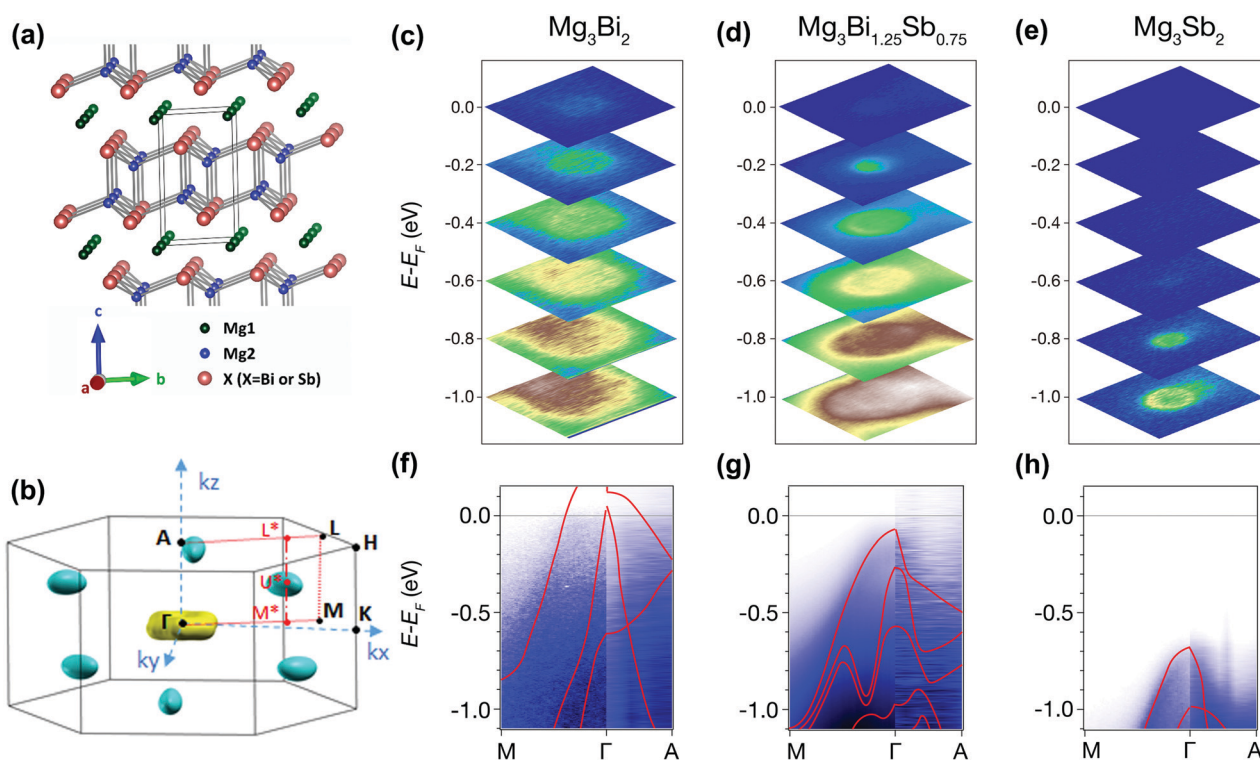 (a)
c
b
a
Mg1
Mg2
X (X=Bi or Sb)
(b)
kz
A
L*
L
H
U*
Γ
M*
M
K
ky
kx
(c)
Mg3Bi2
E-EF (eV)
0.0
-0.2
-0.4
-0.6
-0.8
-1.0
(d)
Mg3Bi1.25Sb0.75
0.0
-0.2
-0.4
-0.6
-0.8
-1.0
(e)
Mg3Sb2
0.0
-0.2
-0.4
-0.6
-0.8
-1.0
(f)
E-EF (eV)
0.0
-0.5
-1.0
M Γ A
(g)
0.0
-0.5
-1.0
M Γ A
(h)
0.0
-0.5
-1.0
M Γ A